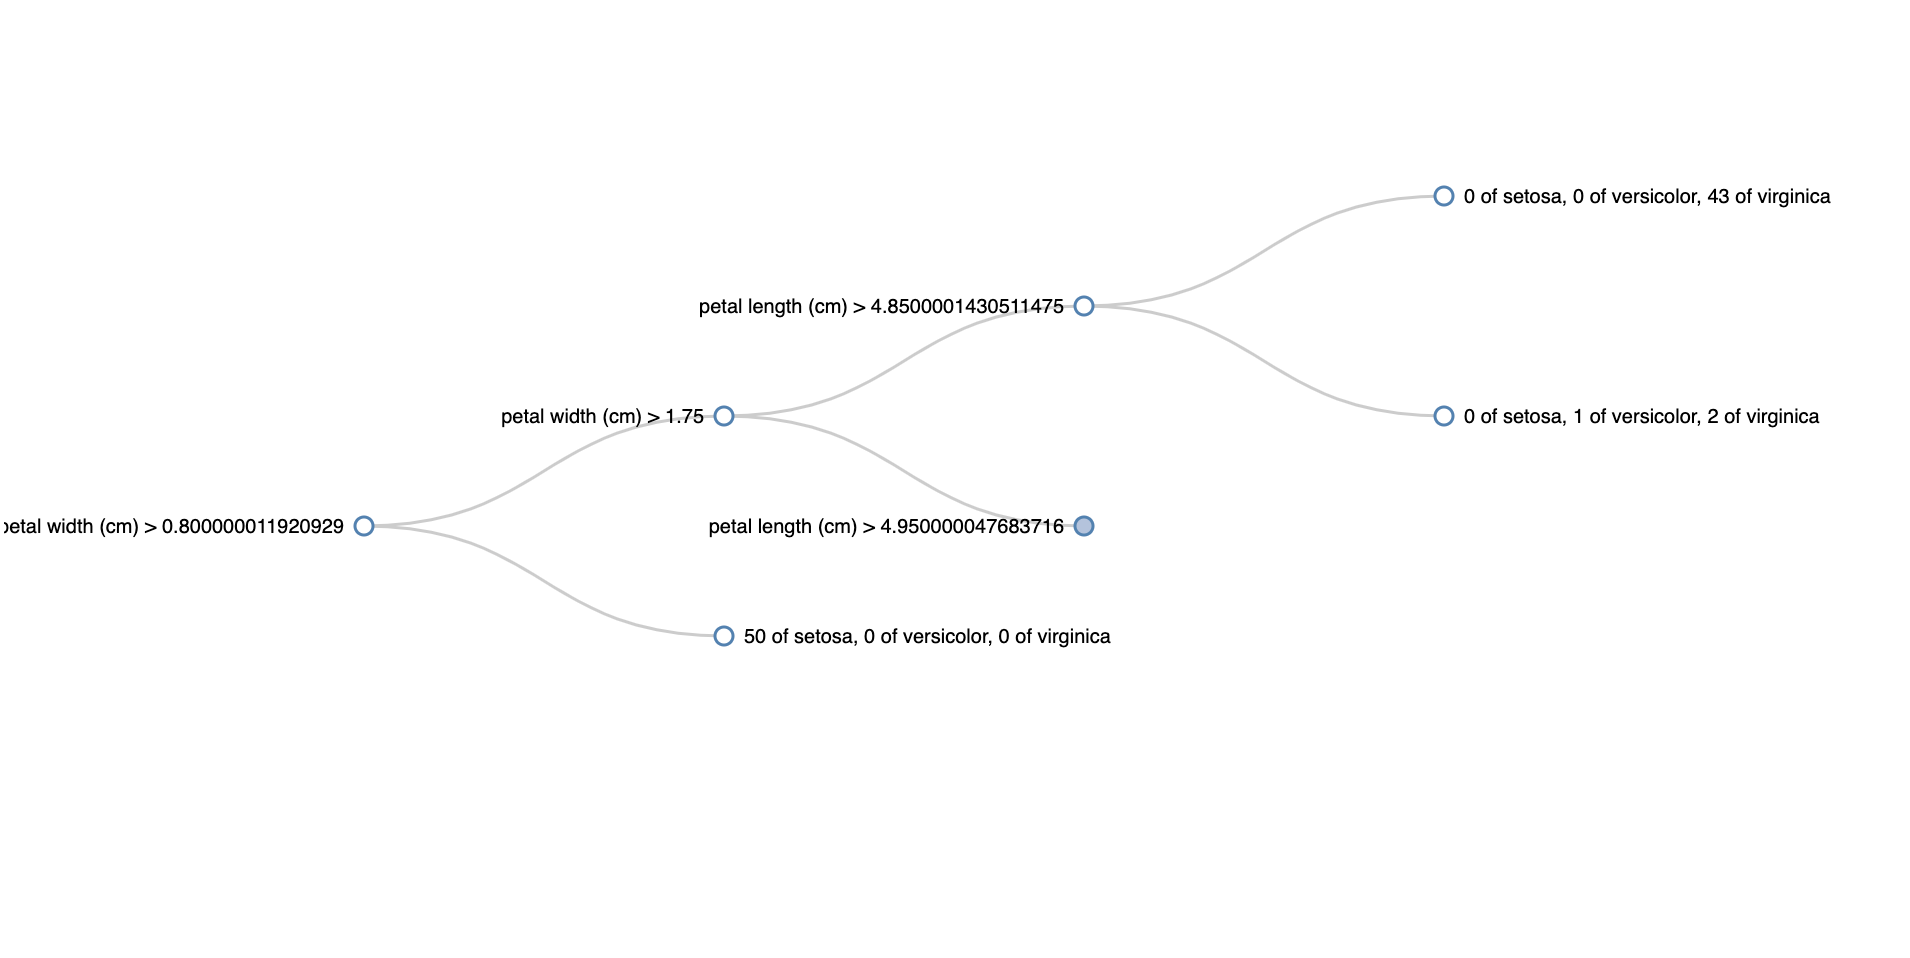 0 of setosa, 0 of versicolor, 43 of virginica
petal length (cm) > 4.8500001430511475
petal width (cm) > 1.75
0 of setosa, 1 of versicolor, 2 of virginica
petal width (cm) > 0.800000011920929
petal length (cm) > 4.950000047683716
50 of setosa, 0 of versicolor, 0 of virginica